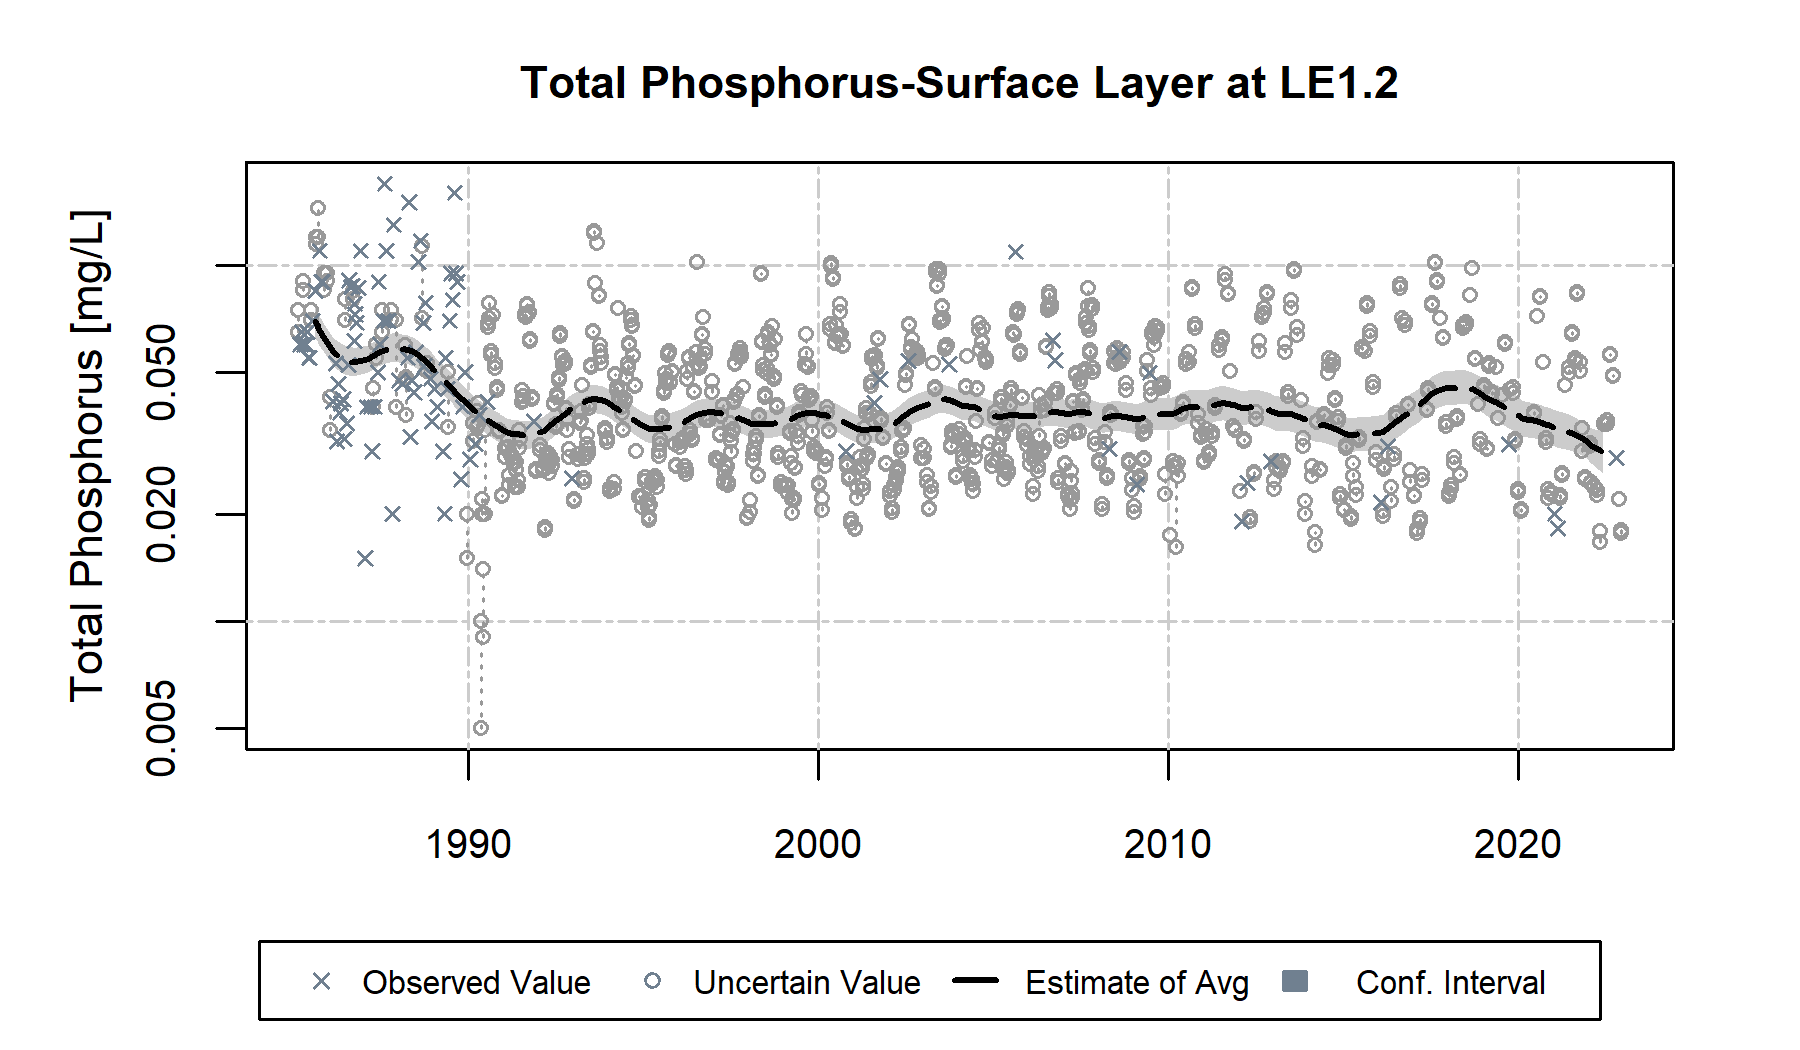 Total Phosphorus-Surface Layer at LE1.2
Total Phosphorus [mg/L]
0.050
0.020
0.005
1990 2000 2010 2020
Observed Value Uncertain Value Estimate of Avg Conf. Interval